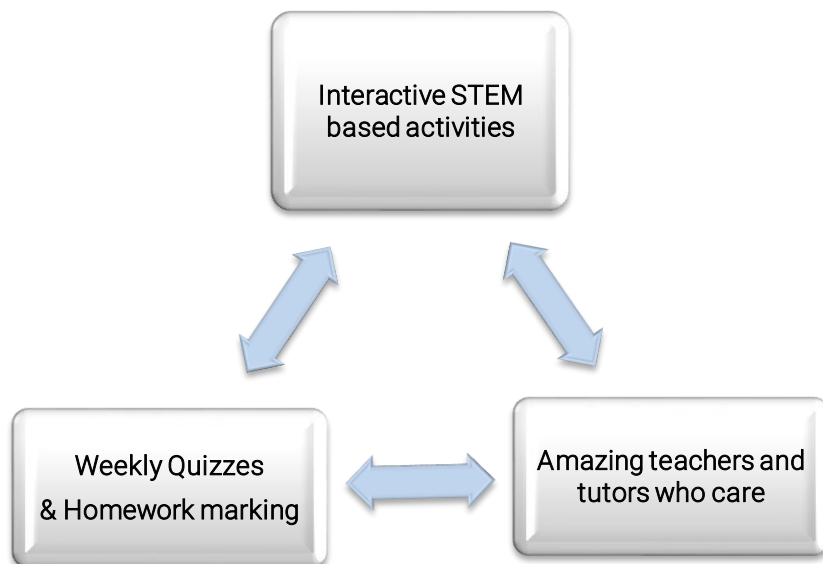 Interactive STEM
based activities
Weekly Quizzes
& Homework marking
Amazing teachers and
tutors who care